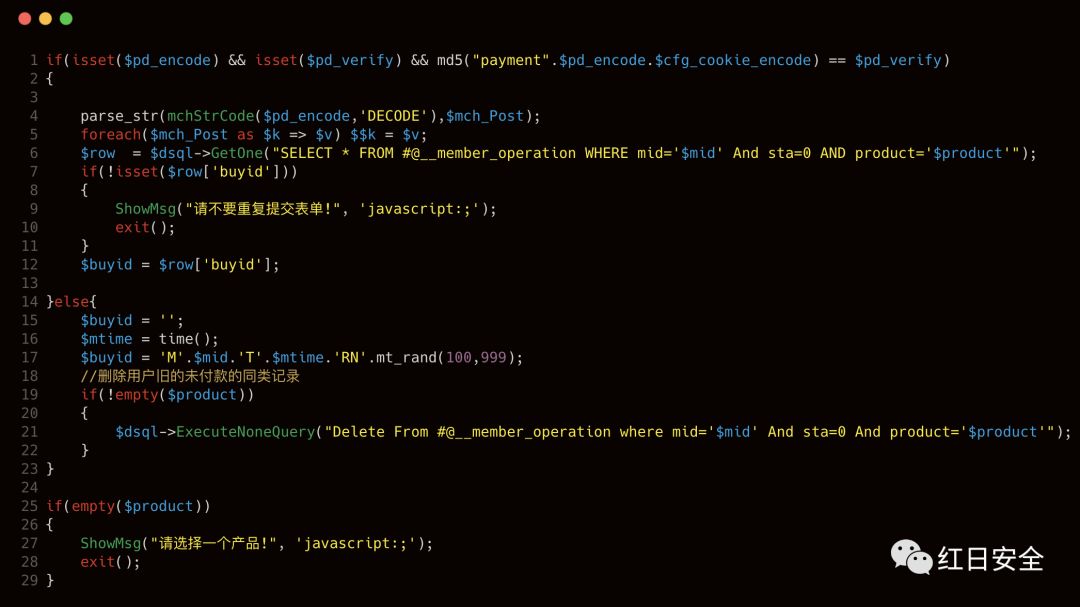 1 if(isset($pd_encode) && isset($pd_verify) && md5("payment".$pd_encode.$cfg_cookie_encode) == $pd_verify)
2 {
3
4     parse_str(mchStrCode($pd_encode,'DECODE'),$mch_Post);
5     foreach($mch_Post as $k => $v) $$k = $v;
6     $row  = $dsql->GetOne("SELECT * FROM #@__member_operation WHERE mid='$mid' And sta=0 AND product='$product'");
7     if(!isset($row['buyid']))
8     {
9         ShowMsg("请不要重复提交表单!", 'javascript:;');
10         exit();
11     }
12     $buyid = $row['buyid'];
13
14 }else{
15     $buyid = '';
16     $mtime = time();
17     $buyid = 'M'.$mid.'T'.$mtime.'RN'.mt_rand(100,999);
18     //删除用户旧的未付款的同类记录
19     if(!empty($product))
20     {
21         $dsql->ExecuteNoneQuery("Delete From #@__member_operation where mid='$mid' And sta=0 And product='$product'");
22     }
23 }
24
25 if(empty($product))
26 {
27     ShowMsg("请选择一个产品!", 'javascript:;');
28     exit();
29 }
红日安全